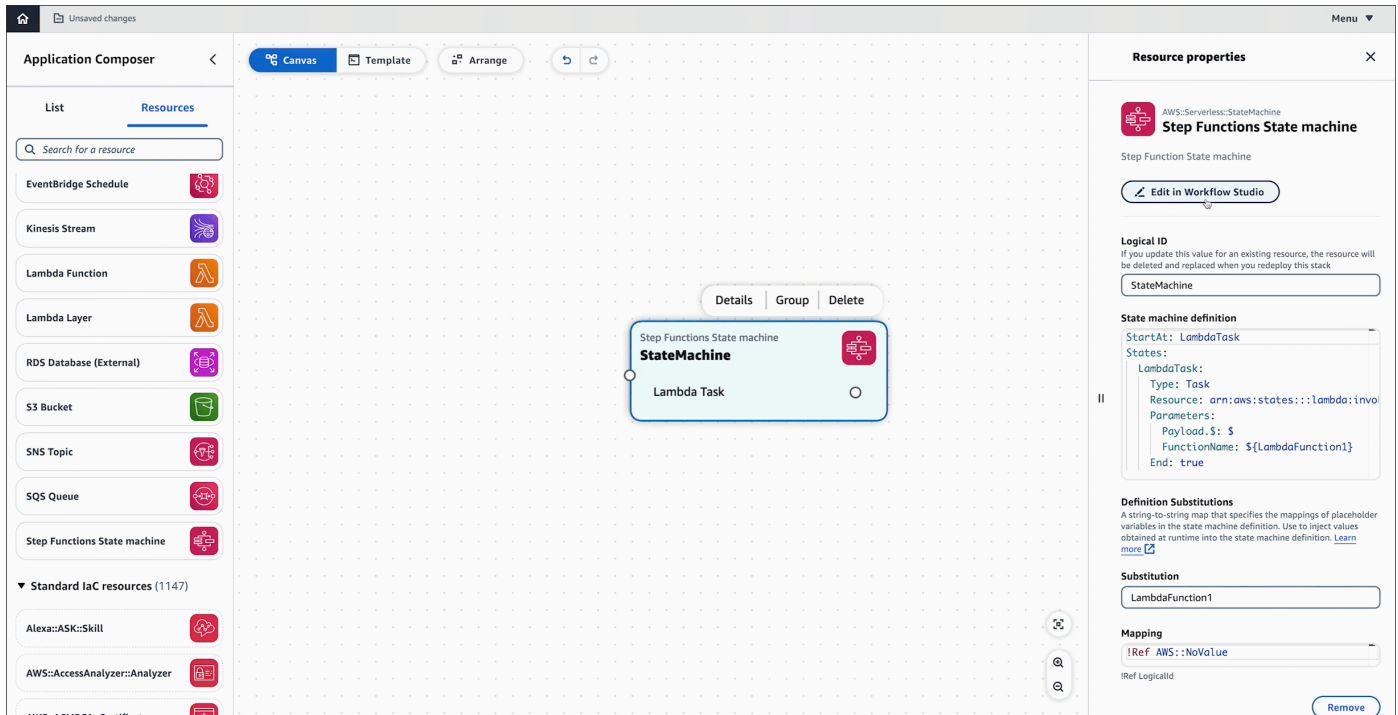 Unsaved changes
Menu ▼
Application Composer
List
Resources
Search for a resource
EventBridge Schedule
Kinesis Stream
Lambda Function
Lambda Layer
RDS Database (External)
S3 Bucket
SNS Topic
SQS Queue
Step Functions State machine
▼ Standard IaC resources (1147)
Alexa::ASK::Skill
AWS::AccessAnalyzer::Analyzer
Canvas
Template
Arrange
Details
Group
Delete
Step Functions State machine
StateMachine
Lambda Task
Resource properties
AWS::Serverless::StateMachine
Step Functions State machine
Step Function State machine
Edit in Workflow Studio
Logical ID
If you update this value for an existing resource, the resource will
be deleted and replaced when you redeploy this stack
StateMachine
State machine definition
StartAt: LambdaTask
States:
LambdaTask:
Type: Task
Resource: arn:aws:states:::lambda:invo
Parameters:
Payload.$: $
FunctionName: ${LambdaFunction1}
End: true
Definition Substitutions
A string-to-string map that specifies the mappings of placeholder
variables in the state machine definition. Use to inject values
obtained at runtime into the state machine definition. Learn
more
Substitution
LambdaFunction1
Mapping
!Ref AWS::NoValue
!Ref LogicalId
Remove